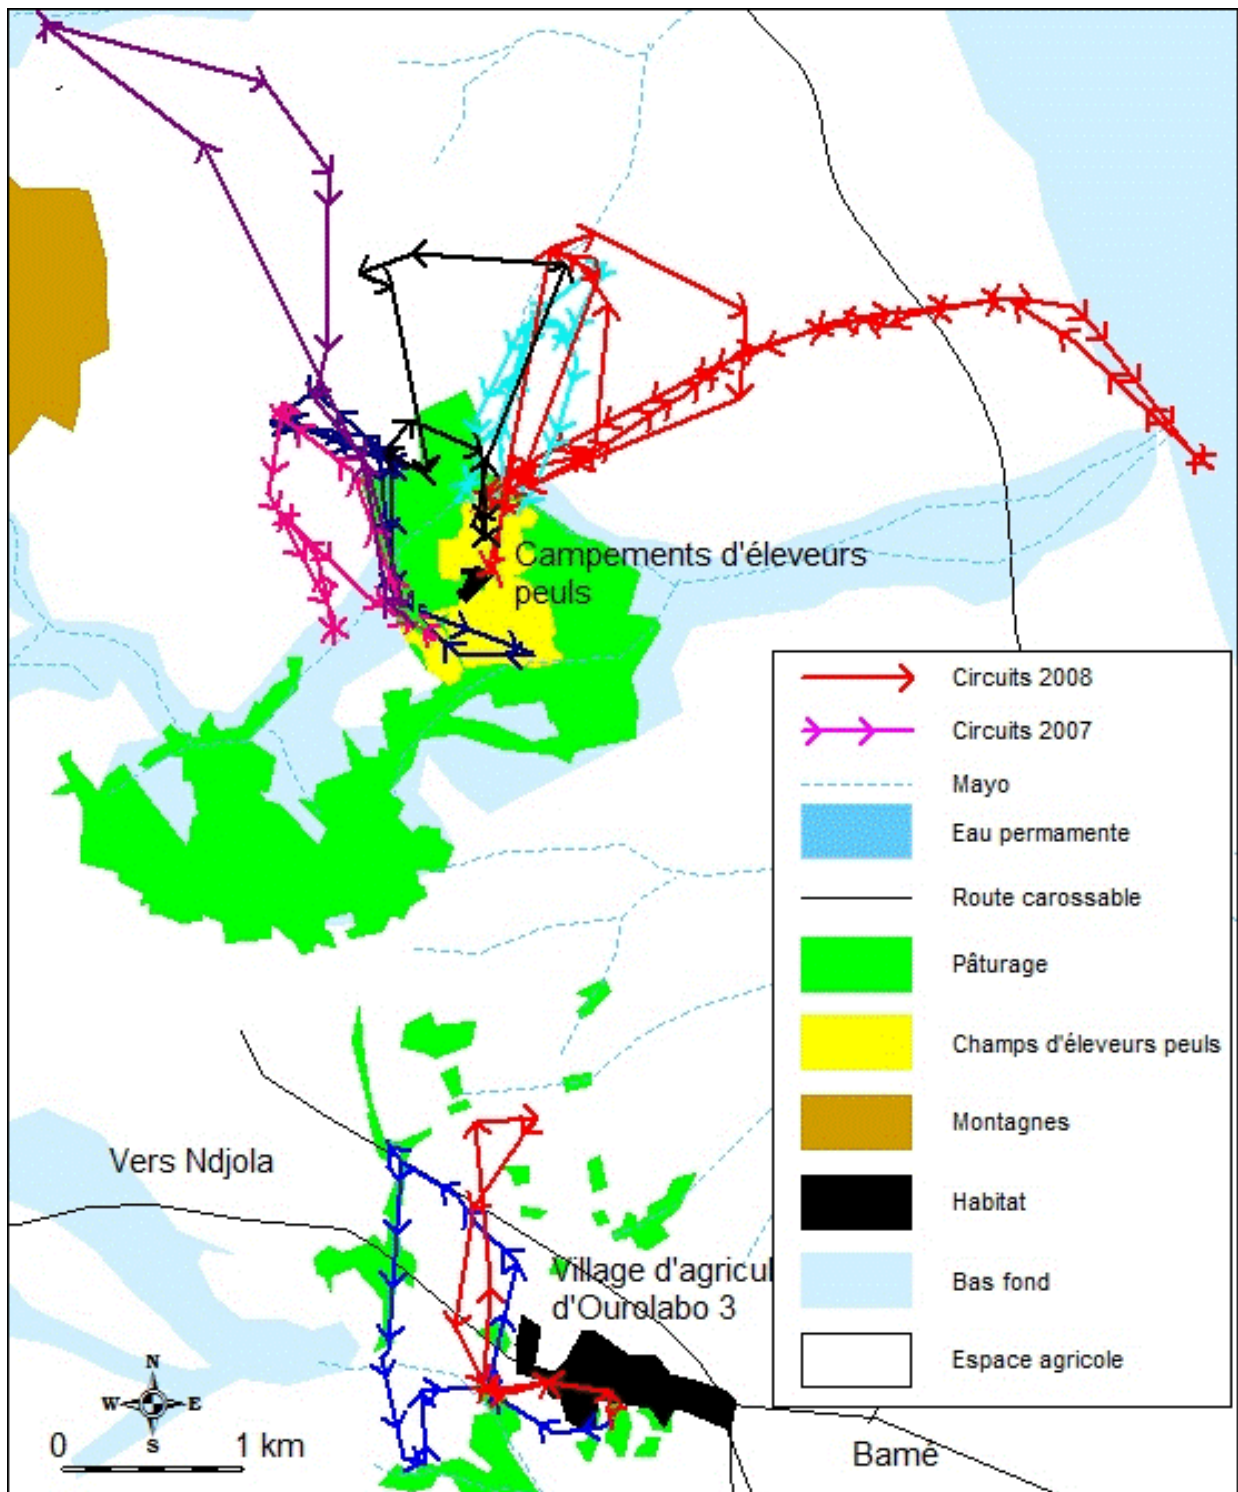 Campements d'éleveurs
peuls
Circuits 2008
Circuits 2007
Mayo
Eau permamente
Route carossable
Pâturage
Champs d'éleveurs peuls
Montagnes
Habitat
Bas fond
Espace agricole
Vers Ndjola
Village d'agricul
d'Ourolabo 3
N
W E
S
0 1 km
Bamé